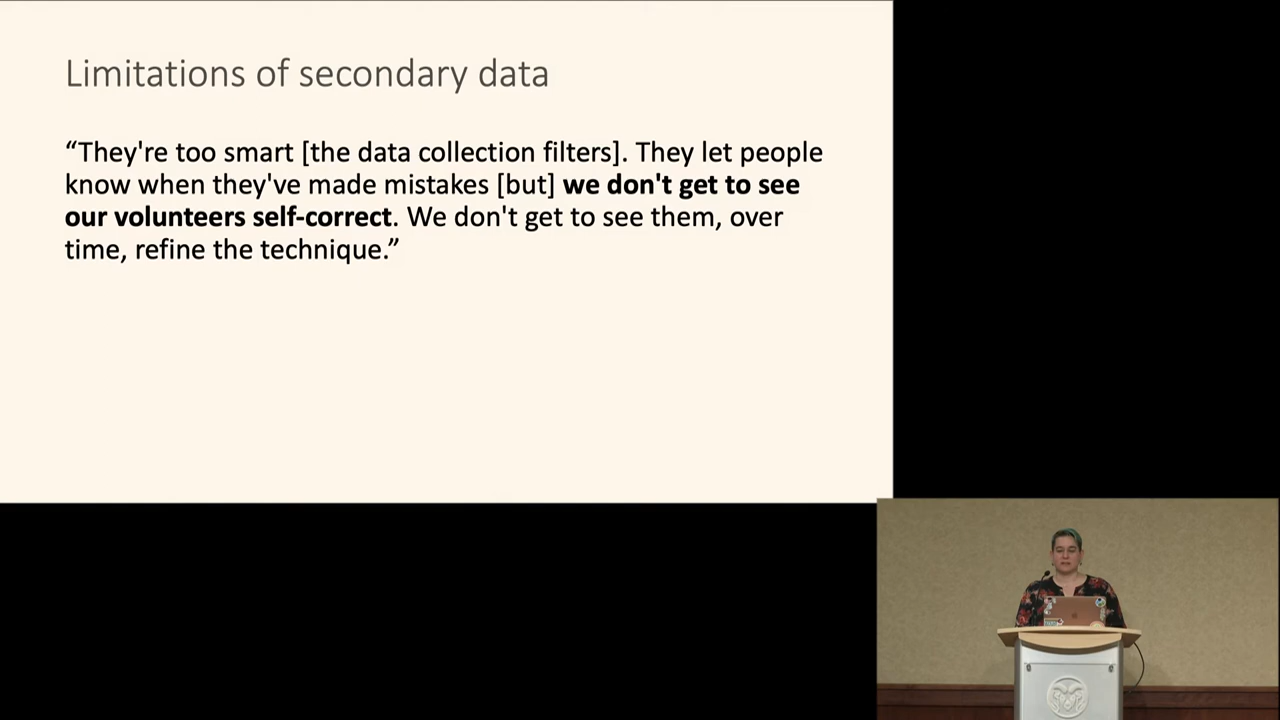 Limitations of secondary data
“They're too smart [the data collection filters]. They let people
know when they've made mistakes [but] we don't get to see
our volunteers self-correct. We don't get to see them, over
time, refine the technique.”